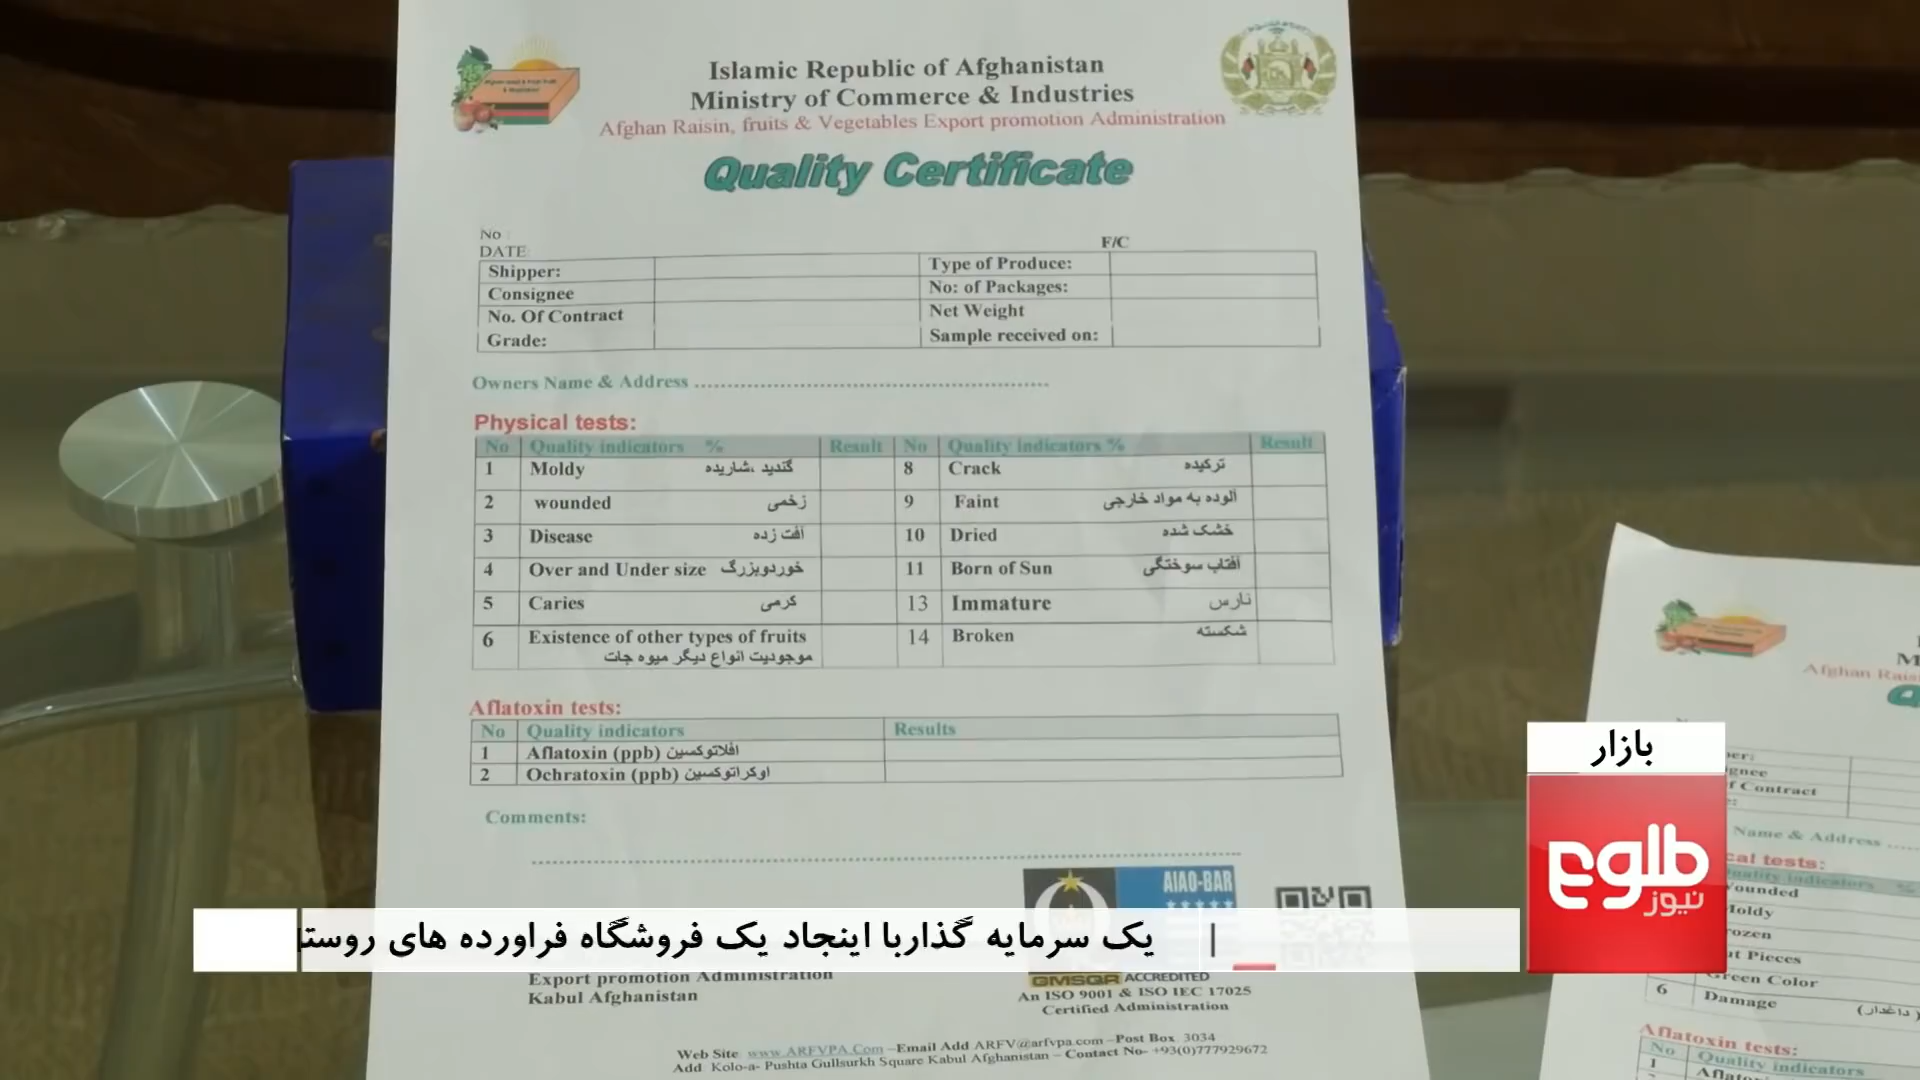 Islamic Republic of Afghanistan
Ministry of Commerce & Industries
Afghan Raisin, fruits & Vegetables Export promotion Administration
Quality Certificate
No :
DATE:
F/C
Shipper: Type of Produce:
Consignee No: of Packages:
No. Of Contract Net Weight
Grade: Sample received on:
Owners Name & Address ................................................
Physical tests:
No Quality indicators % Result No Quality indicators % Result
1 Moldy گندید ،شاریده 8 Crack ترکیده
2 wounded زخمی 9 Faint آلوده به مواد خارجی
3 Disease آفت زده 10 Dried خشک شده
4 Over and Under size خوردوبزرگ 11 Born of Sun آفتاب سوختگی
5 Caries کرمی 13 Immature نارس
6 Existence of other types of fruits 14 Broken شکسته
موجودیت انواع دیگر میوه جات
Aflatoxin tests:
No Quality indicators Results
1 Aflatoxin (ppb) افلاتوکسین
2 Ochratoxin (ppb) اوکراتوکسین
Comments:
AIAO-BAR
Export promotion Administration
Kabul Afghanistan
GMSQR ACCREDITED
An ISO 9001 & ISO IEC 17025
Certified Administration
Web Site www.ARFVPA.Com –Email Add ARFV@arfvpa.com –Post Box. 3034
Add: Kolo-a- Pushta Gullsurkh Square Kabul Afghanistan – Contact No- +93(0)777929672
Afghan
Name & Address
tests:
Quality indicators %
Wounded
Moldy
Pieces
Green Color
6 Damage (داغدار)
Aflatoxin tests:
No Quality indicators
1
بازار
طلوع
نیوز
یک سرمایه گذاربا اینجاد یک فروشگاه فراورده های